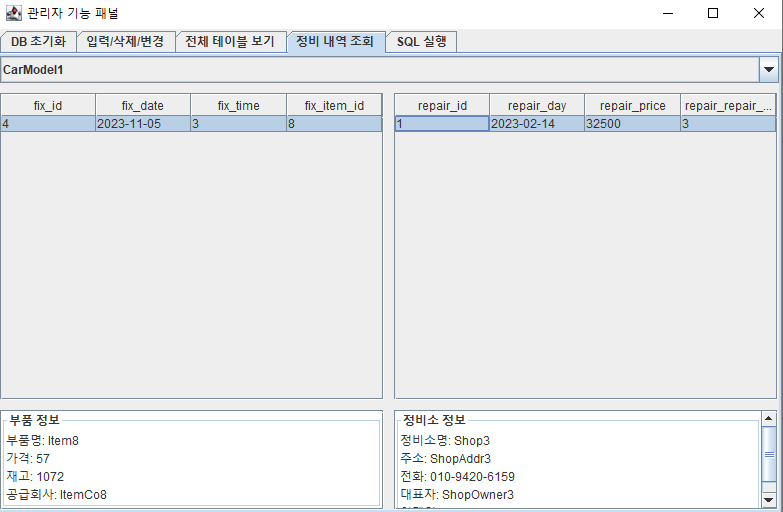 관리자 기능 패널
DB 초기화 입력/삭제/변경 전체 테이블 보기 정비 내역 조회 SQL 실행
CarModel1
fix_id fix_date fix_time fix_item_id
4 2023-11-05 3 8
repair_id repair_day repair_price repair_repair_...
1 2023-02-14 32500 3
부품 정보
부품명: Item8
가격: 57
재고: 1072
공급회사: ItemCo8
정비소 정보
정비소명: Shop3
주소: ShopAddr3
전화: 010-9420-6159
대표자: ShopOwner3